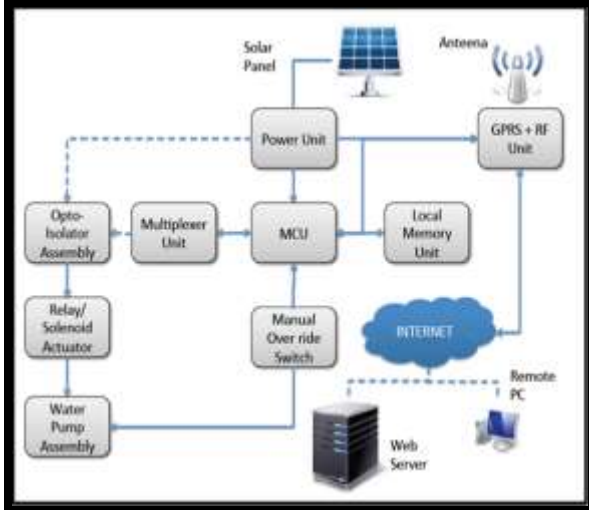 Solar
Panel
Anteena
Power Unit
GPRS + RF
Unit
Opto-
Isolator
Assembly
Multiplexer
Unit
MCU
Local
Memory
Unit
Relay/
Solenoid
Actuator
Manual
Over ride
Switch
INTERNET
Water
Pump
Assembly
Remote
PC
Web
Server